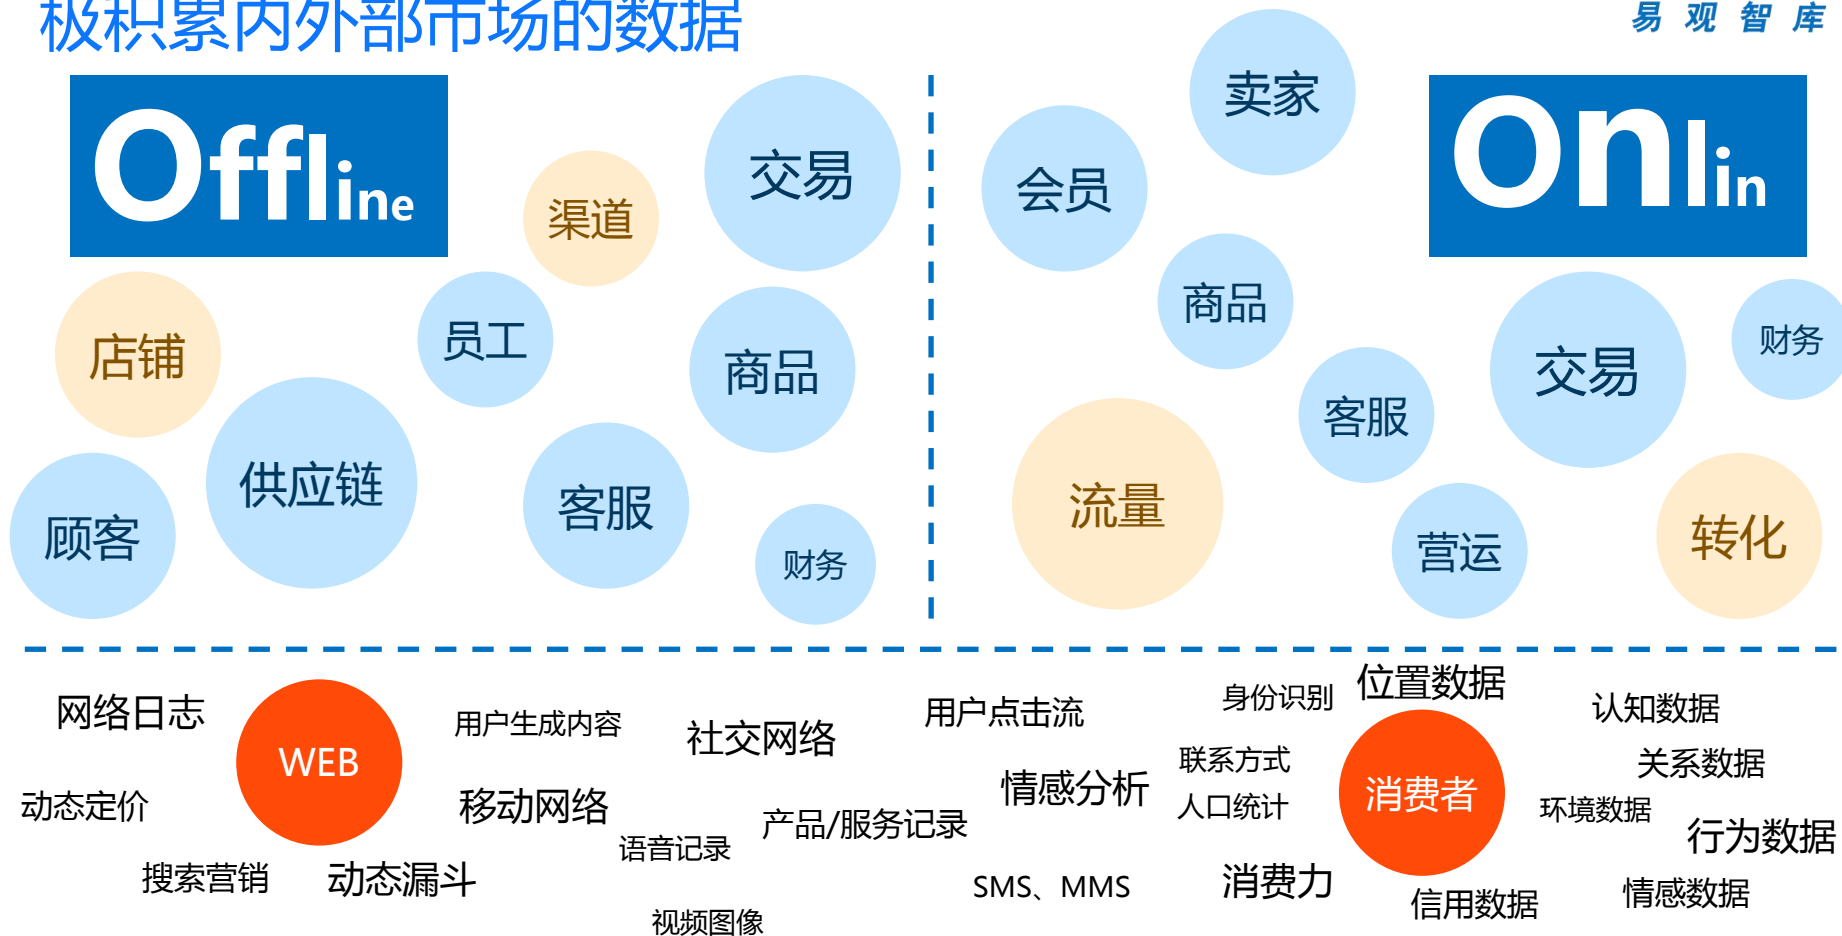 极积累内外部市场的数据
易观智库
Offline
Onlin
卖家
交易
会员
渠道
商品
员工
店铺
商品
交易
财务
客服
供应链
客服
流量
顾客
财务
营运
转化
网络日志
WEB
用户生成内容
社交网络
用户点击流
身份识别
位置数据
认知数据
动态定价
移动网络
情感分析
联系方式
关系数据
人口统计
消费者
环境数据
语音记录
产品/服务记录
行为数据
搜索营销
动态漏斗
SMS、MMS
消费力
信用数据
情感数据
视频图像